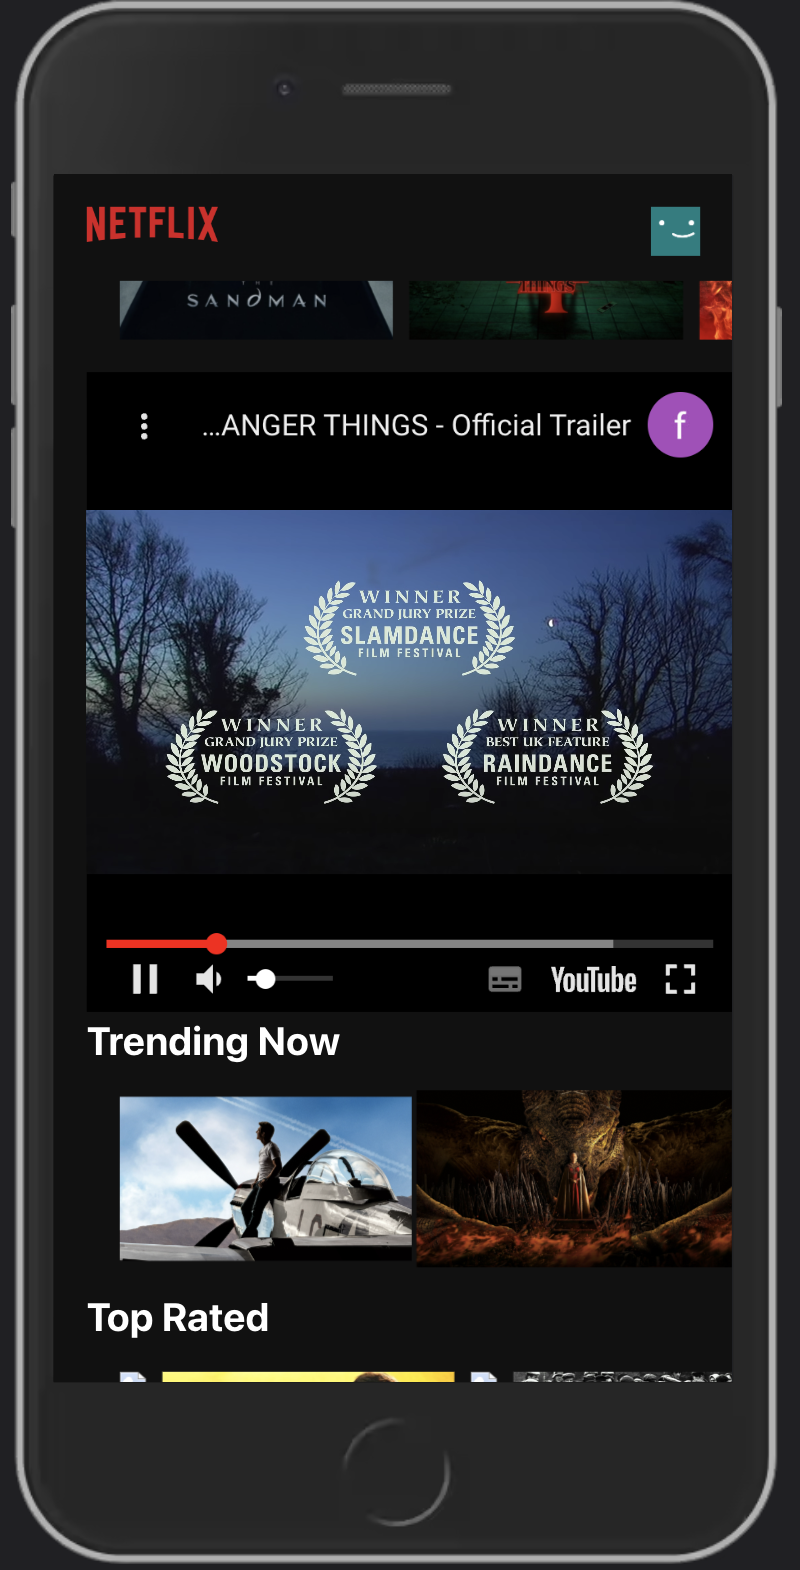 NETFLIX
THE
SANDMAN
THINGS
...ANGER THINGS - Official Trailer
f
WINNER
GRAND JURY PRIZE
SLAMDANCE
FILM FESTIVAL
WINNER
GRAND JURY PRIZE
WOODSTOCK
FILM FESTIVAL
WINNER
BEST UK FEATURE
RAINDANCE
FILM FESTIVAL
YouTube
Trending Now
Top Rated